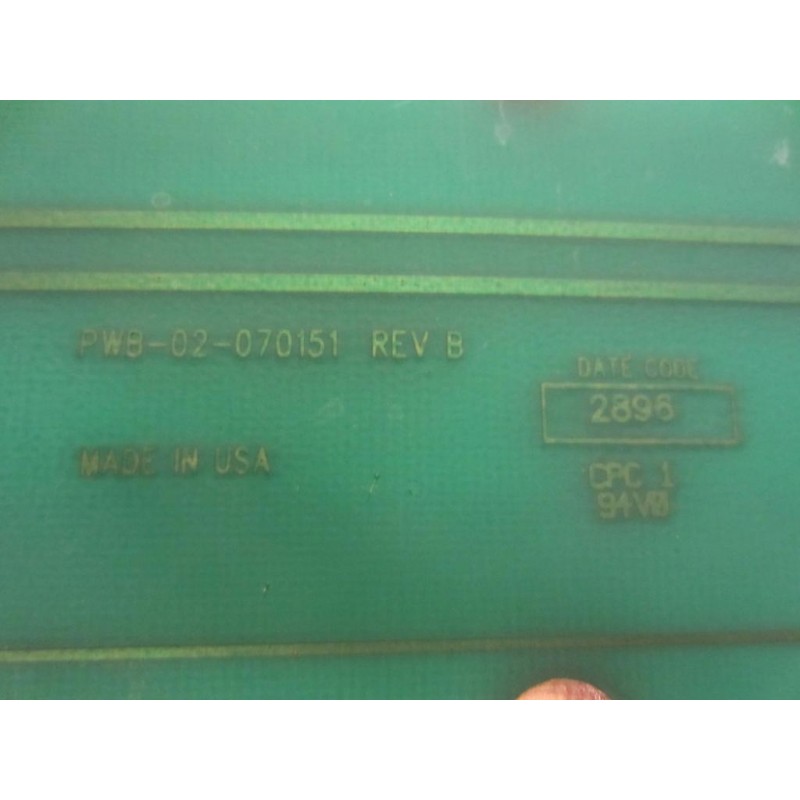 PWB-02-070151 REV B
DATE CODE
2896
MADE IN USA
CPC 1
94V0